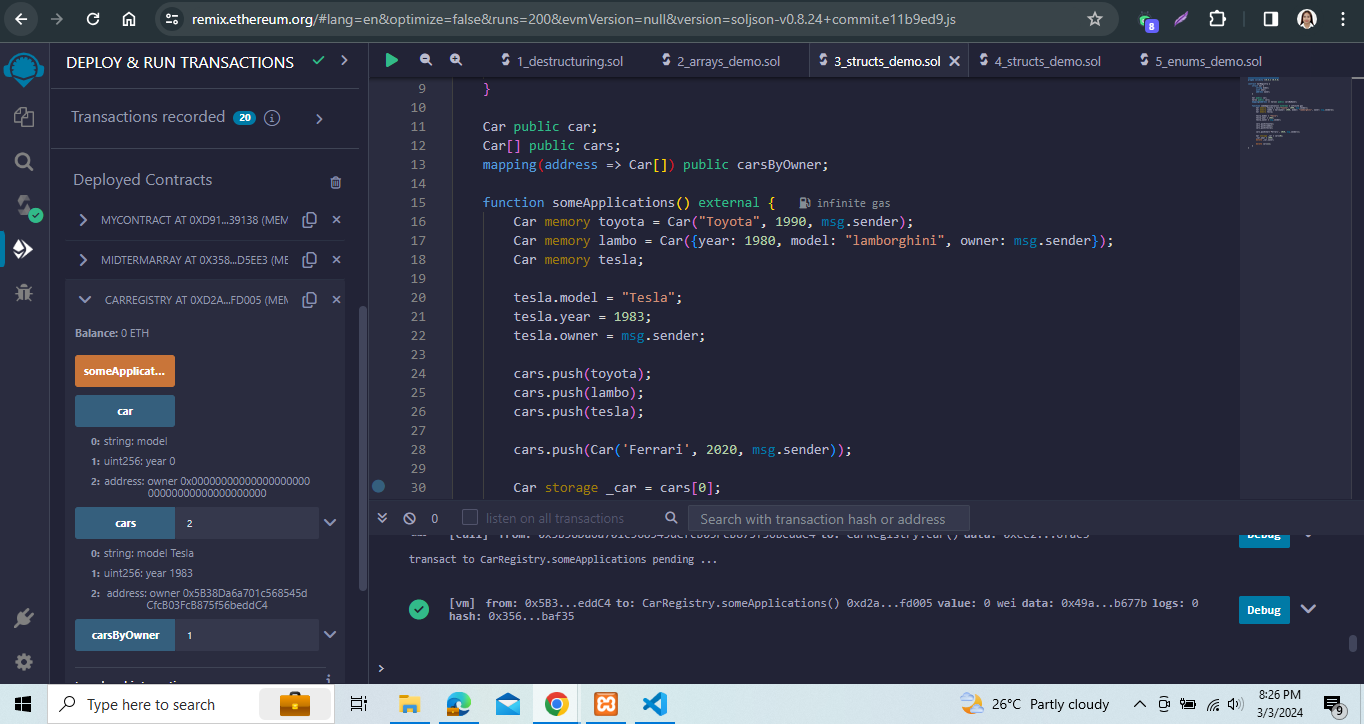 remix.ethereum.org/#lang=en&optimize=false&runs=200&evmVersion=null&version=soljson-v0.8.24+commit.e11b9ed9.js
8
DEPLOY & RUN TRANSACTIONS
Transactions recorded 20 i
Deployed Contracts
MYCONTRACT AT 0XD91...39138 (MEM
MIDTERMARRAY AT 0X358...D5EE3 (ME
CARREGISTRY AT 0XD2A...FD005 (MEM
Balance: 0 ETH
someApplicat...
car
0: string: model
1: uint256: year 0
2: address: owner 0x00000000000000000000
00000000000000000000
cars 2
0: string: model Tesla
1: uint256: year 1983
2: address: owner 0x5B38Da6a701c568545d
CfcB03FcB875f56beddC4
carsByOwner 1
1_destructuring.sol 2_arrays_demo.sol 3_structs_demo.sol 4_structs_demo.sol 5_enums_demo.sol
9 }
10
11 Car public car;
12 Car[] public cars;
13 mapping(address => Car[]) public carsByOwner;
14
15 function someApplications() external { infinite gas
16 Car memory toyota = Car("Toyota", 1990, msg.sender);
17 Car memory lambo = Car({year: 1980, model: "lamborghini", owner: msg.sender});
18 Car memory tesla;
19
20 tesla.model = "Tesla";
21 tesla.year = 1983;
22 tesla.owner = msg.sender;
23
24 cars.push(toyota);
25 cars.push(lambo);
26 cars.push(tesla);
27
28 cars.push(Car('Ferrari', 2020, msg.sender));
29
30 Car storage _car = cars[0];
0 listen on all transactions Search with transaction hash or address
Debug
transact to CarRegistry.someApplications pending ...
[vm] from: 0x5B3...eddC4 to: CarRegistry.someApplications() 0xd2a...fd005 value: 0 wei data: 0x49a...b677b logs: 0
hash: 0x356...baf35
Debug
>
Type here to search
26°C Partly cloudy
8:26 PM
3/3/2024
9